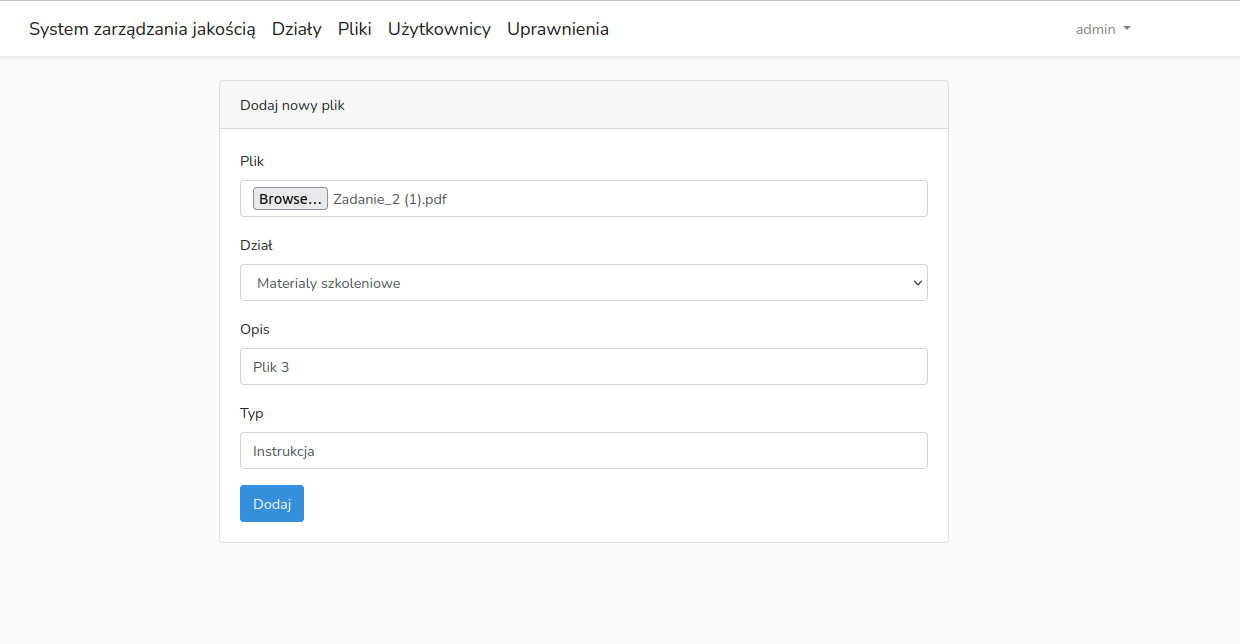 System zarządzania jakością Działy Pliki Użytkownicy Uprawnienia admin
Dodaj nowy plik
Plik
Browse... Zadanie_2 (1).pdf
Dział
Materialy szkoleniowe
Opis
Plik 3
Typ
Instrukcja
Dodaj